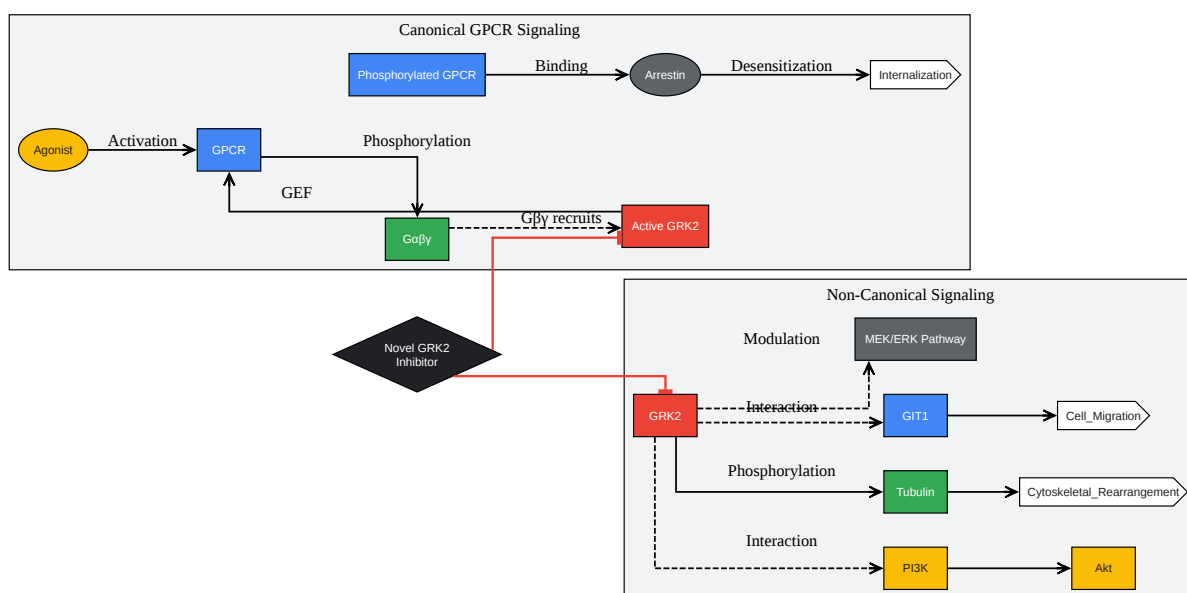 Canonical GPCR Signaling
Phosphorylated GPCR
Binding
Arrestin
Desensitization
Internalization
Agonist
Activation
GPCR
Phosphorylation
GEF
Gαβγ
Gβγ recruits
Active GRK2
Novel GRK2
Inhibitor
Non-Canonical Signaling
Modulation
MEK/ERK Pathway
GRK2
Interaction
GIT1
Cell_Migration
Phosphorylation
Tubulin
Cytoskeletal_Rearrangement
Interaction
PI3K
Akt